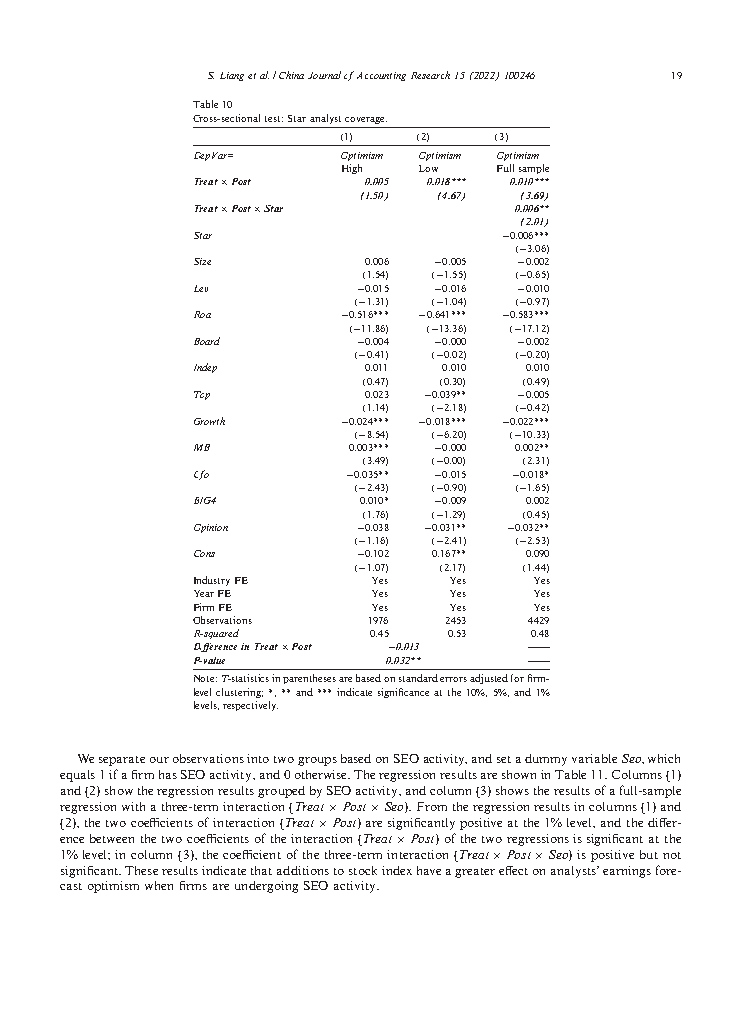 S. Liang et al. / China Journal of Accounting Research 15 (2022) 100246 19
Table 10
Cross-sectional test: Star analyst coverage.
(1) (2) (3)
DepVar= Optimism Optimism Optimism
High Low Full sample
Treat × Post 0.005 0.018*** 0.010***
(1.50) (4.67) (3.69)
Treat × Post × Star 0.006**
(2.01)
Star −0.006***
(−3.06)
Size 0.006 −0.005 −0.002
(1.54) (−1.55) (−0.65)
Lev −0.015 −0.016 −0.010
(−1.31) (−1.04) (−0.97)
Roa −0.516*** −0.641*** −0.583***
(−11.86) (−13.36) (−17.12)
Board −0.004 −0.000 −0.002
(−0.41) (−0.02) (−0.20)
Indep 0.011 0.010 0.010
(0.47) (0.30) (0.49)
Top 0.023 −0.039** −0.005
(1.14) (−2.18) (−0.42)
Growth −0.024*** −0.018*** −0.022***
(−8.54) (−6.20) (−10.33)
MB 0.003*** −0.000 0.002**
(3.49) (−0.00) (2.31)
Cfo −0.035** −0.015 −0.018*
(−2.43) (−0.90) (−1.65)
BIG4 0.010* −0.009 0.002
(1.76) (−1.29) (0.45)
Opinion −0.038 −0.031** −0.032**
(−1.16) (−2.41) (−2.53)
Cons −0.102 0.167** 0.090
(−1.07) (2.17) (1.44)
Industry FE Yes Yes Yes
Year FE Yes Yes Yes
Firm FE Yes Yes Yes
Observations 1976 2453 4429
R-squared 0.45 0.53 0.48
Difference in Treat × Post −0.013 ——
P-value 0.032** ——
Note: T-statistics in parentheses are based on standard errors adjusted for firm-
level clustering; *, ** and *** indicate significance at the 10%, 5%, and 1%
levels, respectively.
We separate our observations into two groups based on SEO activity, and set a dummy variable Seo, which
equals 1 if a firm has SEO activity, and 0 otherwise. The regression results are shown in Table 11. Columns (1)
and (2) show the regression results grouped by SEO activity, and column (3) shows the results of a full-sample
regression with a three-term interaction (Treat × Post × Seo). From the regression results in columns (1) and
(2), the two coefficients of interaction (Treat × Post) are significantly positive at the 1% level, and the differ-
ence between the two coefficients of the interaction (Treat × Post) of the two regressions is significant at the
1% level; in column (3), the coefficient of the three-term interaction (Treat × Post × Seo) is positive but not
significant. These results indicate that additions to stock index have a greater effect on analysts' earnings fore-
cast optimism when firms are undergoing SEO activity.